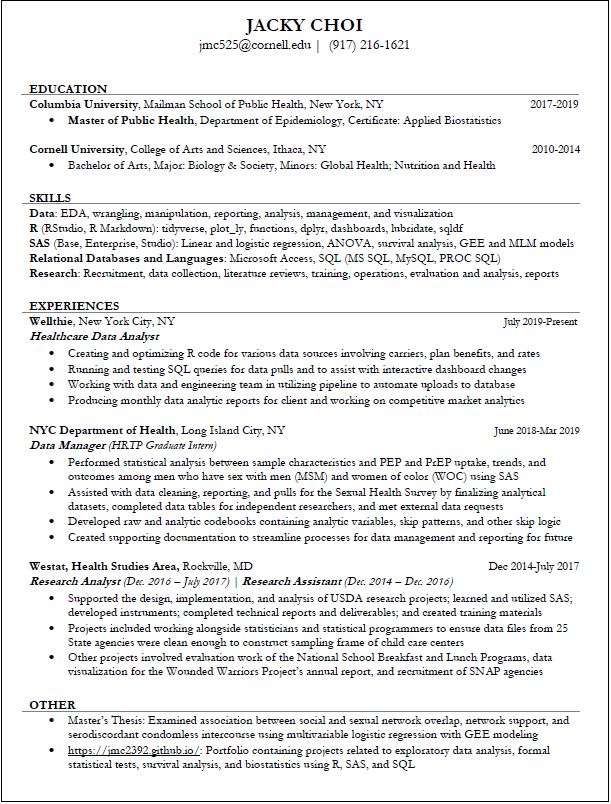 JACKY CHOI
jmc525@cornell.edu | (917) 216-1621
EDUCATION
Columbia University, Mailman School of Public Health, New York, NY 2017-2019
• Master of Public Health, Department of Epidemiology, Certificate: Applied Biostatistics
Cornell University, College of Arts and Sciences, Ithaca, NY 2010-2014
• Bachelor of Arts, Major: Biology & Society, Minors: Global Health; Nutrition and Health
SKILLS
Data: EDA, wrangling, manipulation, reporting, analysis, management, and visualization
R (RStudio, R Markdown): tidyverse, plot_ly, functions, dplyr, dashboards, lubridate, sqldf
SAS (Base, Enterprise, Studio): Linear and logistic regression, ANOVA, survival analysis, GEE and MLM models
Relational Databases and Languages: Microsoft Access, SQL (MS SQL, MySQL, PROC SQL)
Research: Recruitment, data collection, literature reviews, training, operations, evaluation and analysis, reports
EXPERIENCES
Wellthie, New York City, NY July 2019-Present
Healthcare Data Analyst
• Creating and optimizing R code for various data sources involving carriers, plan benefits, and rates
• Running and testing SQL queries for data pulls and to assist with interactive dashboard changes
• Working with data and engineering team in utilizing pipeline to automate uploads to database
• Producing monthly data analytic reports for client and working on competitive market analytics
NYC Department of Health, Long Island City, NY June 2018-Mar 2019
Data Manager (HRTP Graduate Intern)
• Performed statistical analysis between sample characteristics and PEP and PrEP uptake, trends, and
outcomes among men who have sex with men (MSM) and women of color (WOC) using SAS
• Assisted with data cleaning, reporting, and pulls for the Sexual Health Survey by finalizing analytical
datasets, completed data tables for independent researchers, and met external data requests
• Developed raw and analytic codebooks containing analytic variables, skip patterns, and other skip logic
• Created supporting documentation to streamline processes for data management and reporting for future
Westat, Health Studies Area, Rockville, MD Dec 2014-July 2017
Research Analyst (Dec. 2016 – July 2017) | Research Assistant (Dec. 2014 – Dec. 2016)
• Supported the design, implementation, and analysis of USDA research projects; learned and utilized SAS;
developed instruments; completed technical reports and deliverables; and created training materials
• Projects included working alongside statisticians and statistical programmers to ensure data files from 25
State agencies were clean enough to construct sampling frame of child care centers
• Other projects involved evaluation work of the National School Breakfast and Lunch Programs, data
visualization for the Wounded Warriors Project's annual report, and recruitment of SNAP agencies
OTHER
• Master's Thesis: Examined association between social and sexual network overlap, network support, and
serodiscordant condomless intercourse using multivariable logistic regression with GEE modeling
• https://jmc2392.github.io/: Portfolio containing projects related to exploratory data analysis, formal
statistical tests, survival analysis, and biostatistics using R, SAS, and SQL